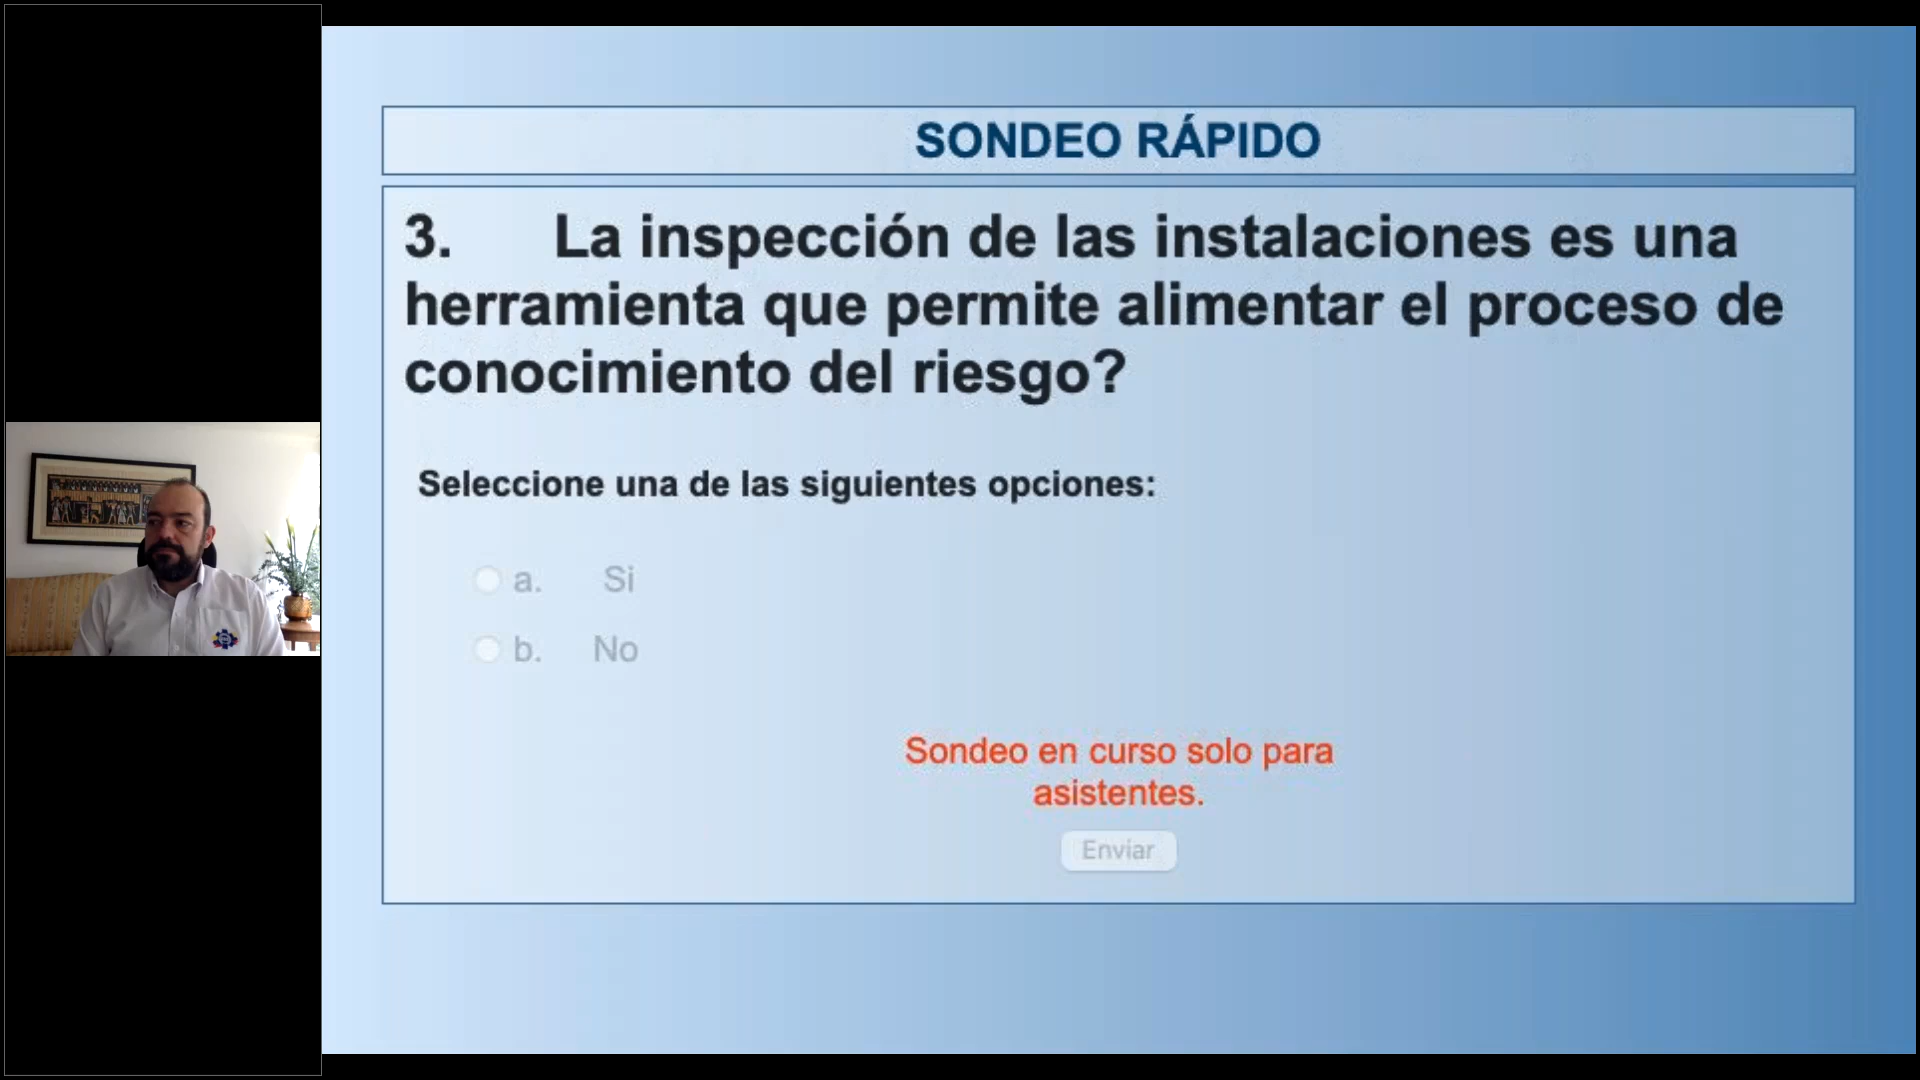 SONDEO RÁPIDO
3. La inspección de las instalaciones es una
herramienta que permite alimentar el proceso de
conocimiento del riesgo?
Seleccione una de las siguientes opciones:
a. Si
b. No
Sondeo en curso solo para
asistentes.
Enviar